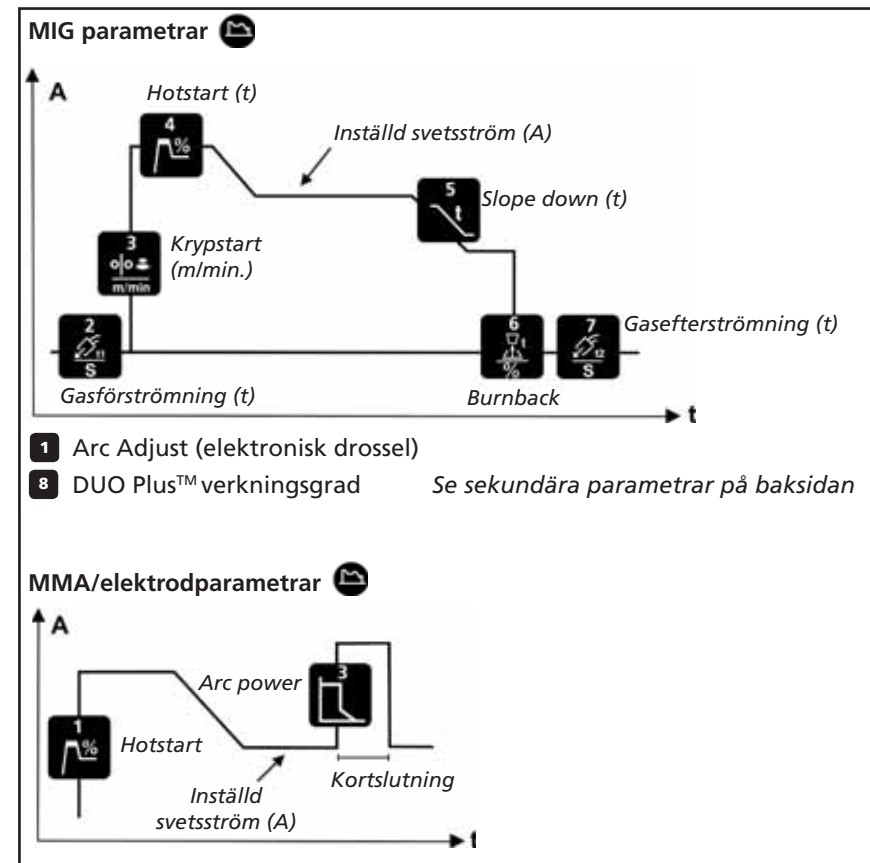 MIG parametrar
A
Hotstart (t)
4
%
Inställd svetsström (A)
5
t
Slope down (t)
3
m/min
Krypstart
(m/min.)
2
11
S
Gasförströmning (t)
6
t
%
Burnback
7
12
S
Gasefterströmning (t)
t
1 Arc Adjust (elektronisk drossel)
8 DUO Plus™ verkningsgrad Se sekundära parametrar på baksidan
MMA/elektrodparametrar
A
1
%
Hotstart
Arc power
3
Inställd
svetsström (A)
Kortslutning
t